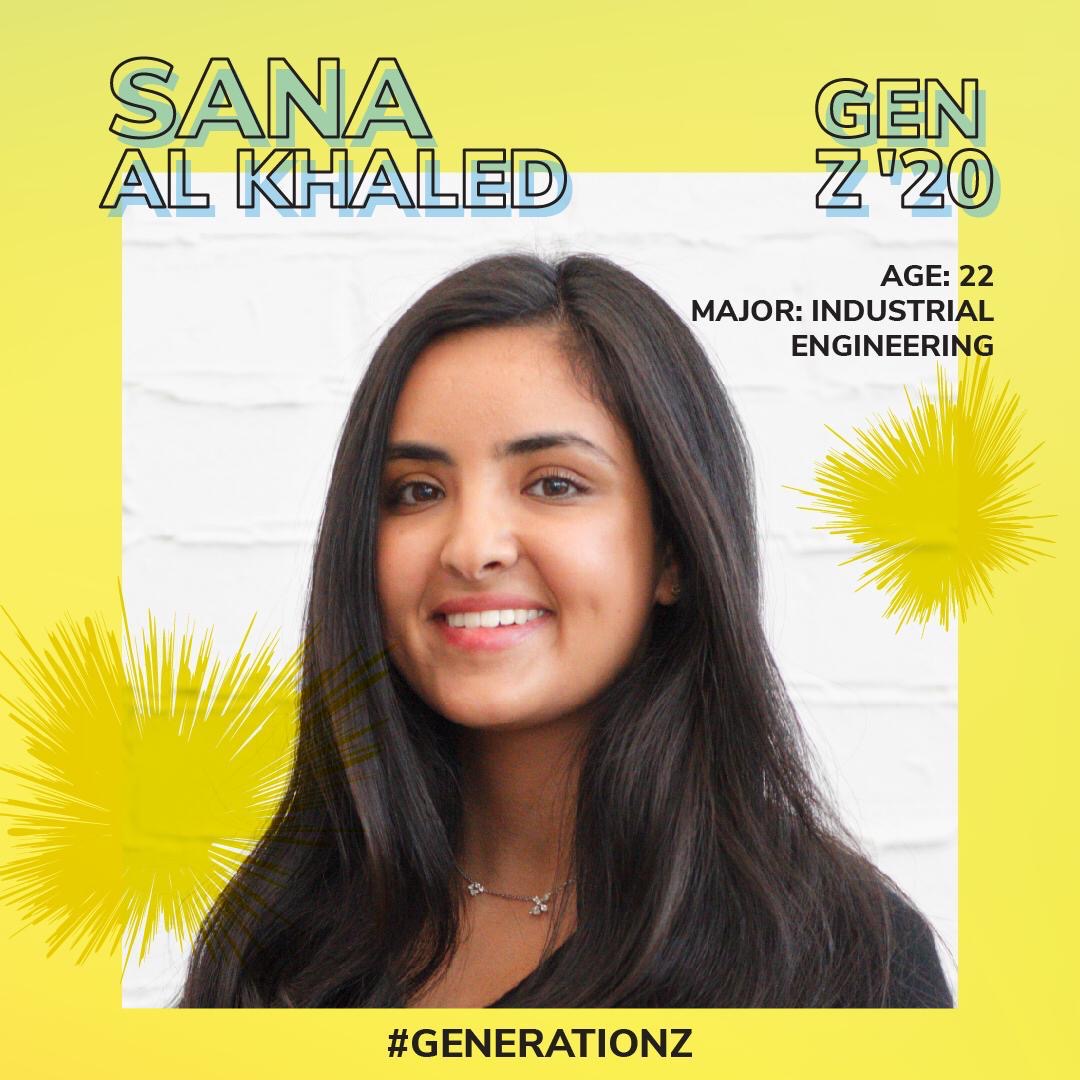 SANA
AL KHALED
GEN
Z '20
AGE: 22
MAJOR: INDUSTRIAL
ENGINEERING
#GENERATIONZ